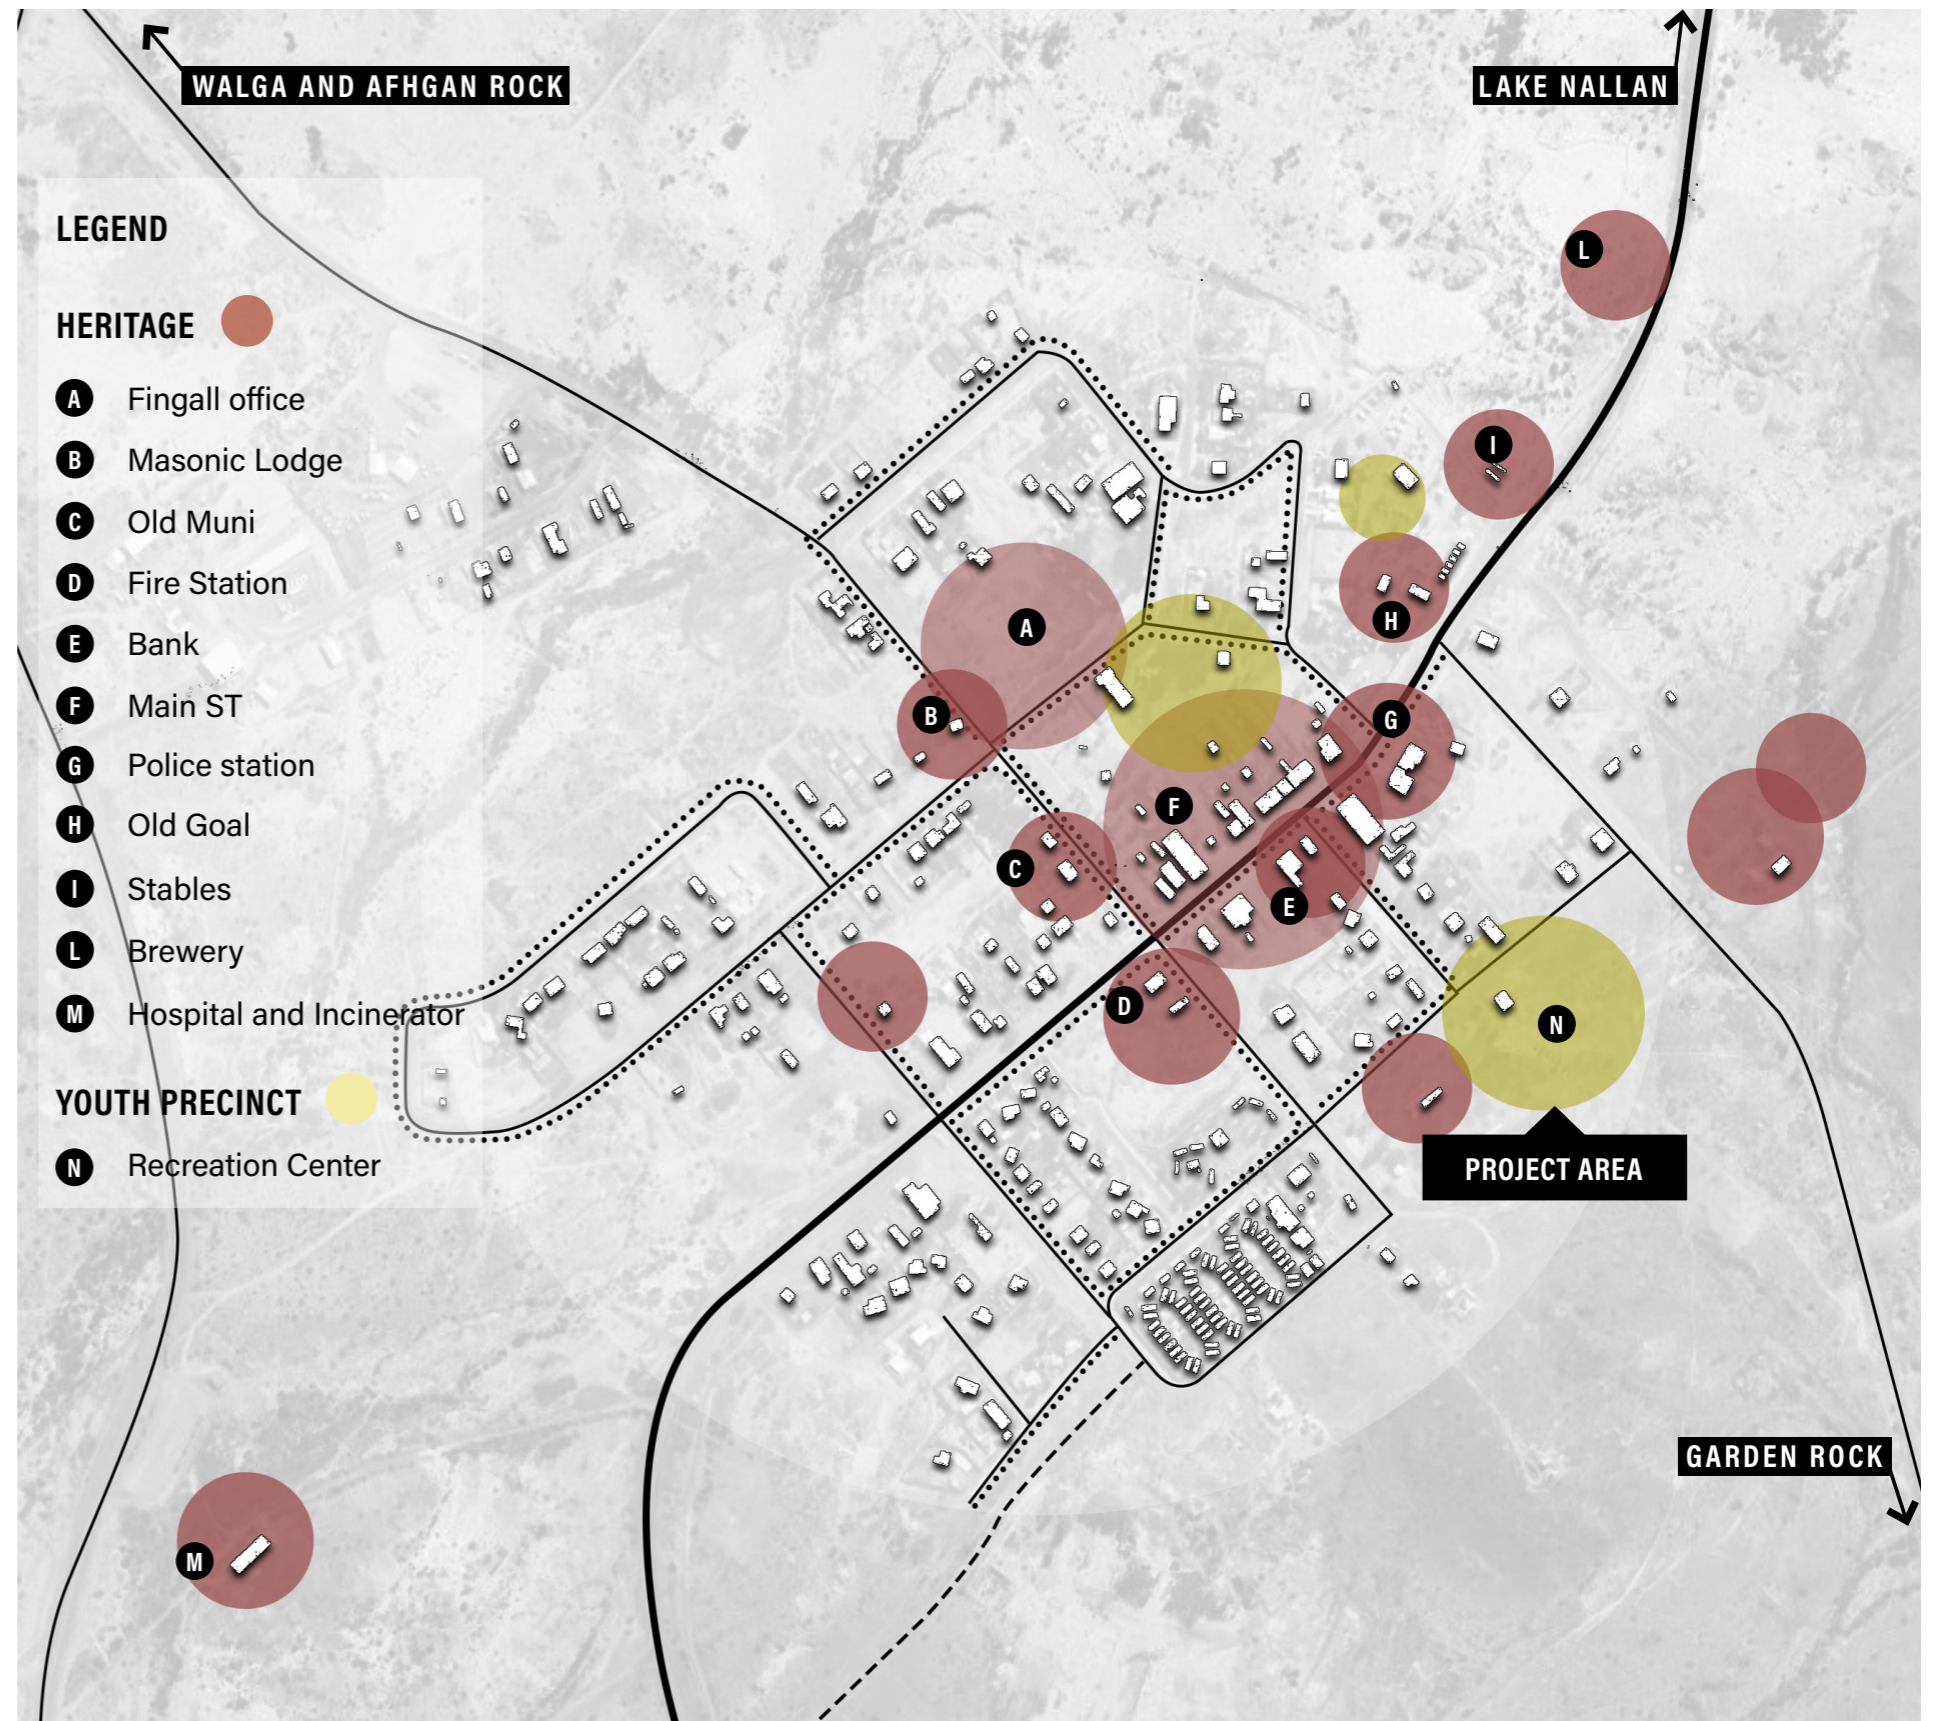 WALGA AND AFHGAN ROCK
LAKE NALLAN
LEGEND
HERITAGE
A Fingall office
B Masonic Lodge
C Old Muni
D Fire Station
E Bank
F Main ST
G Police station
H Old Goal
I Stables
L Brewery
M Hospital and Incinerator
YOUTH PRECINCT
N Recreation Center
L
I
H
A
B
G
F
C
E
D
N
PROJECT AREA
GARDEN ROCK
M